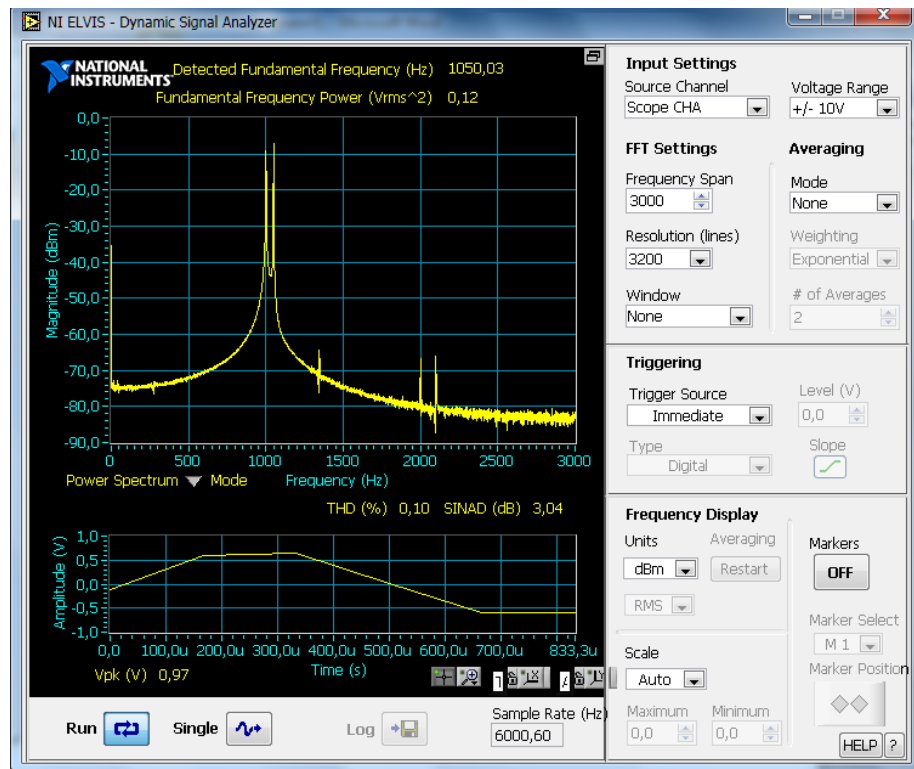 NI ELVIS - Dynamic Signal Analyzer
NATIONAL
INSTRUMENTS
Detected Fundamental Frequency (Hz) 1050,03
Fundamental Frequency Power (Vrms^2) 0,12
Magnitude (dBm)
0,0
-10,0
-20,0
-30,0
-40,0
-50,0
-60,0
-70,0
-80,0
-90,0
0 500 1000 1500 2000 2500 3000
Power Spectrum Mode Frequency (Hz)
THD (%) 0,10 SINAD (dB) 3,04
Amplitude (V)
1,0
0,5
0,0
-0,5
-1,0
0,0 100,0u 200,0u 300,0u 400,0u 500,0u 600,0u 700,0u 833,3u
Vpk (V) 0,97 Time (s)
Run Single Log
Sample Rate (Hz)
6000,60
Input Settings
Source Channel Voltage Range
Scope CHA +/- 10V
FFT Settings Averaging
Frequency Span Mode
3000 None
Resolution (lines) Weighting
3200 Exponential
Window # of Averages
None 2
Triggering
Trigger Source Level (V)
Immediate 0,0
Type Slope
Digital
Frequency Display
Units Averaging Markers
dBm Restart OFF
RMS
Marker Select
M 1
Scale
Marker Position
Auto
Maximum Minimum
0,0 0,0
HELP ?